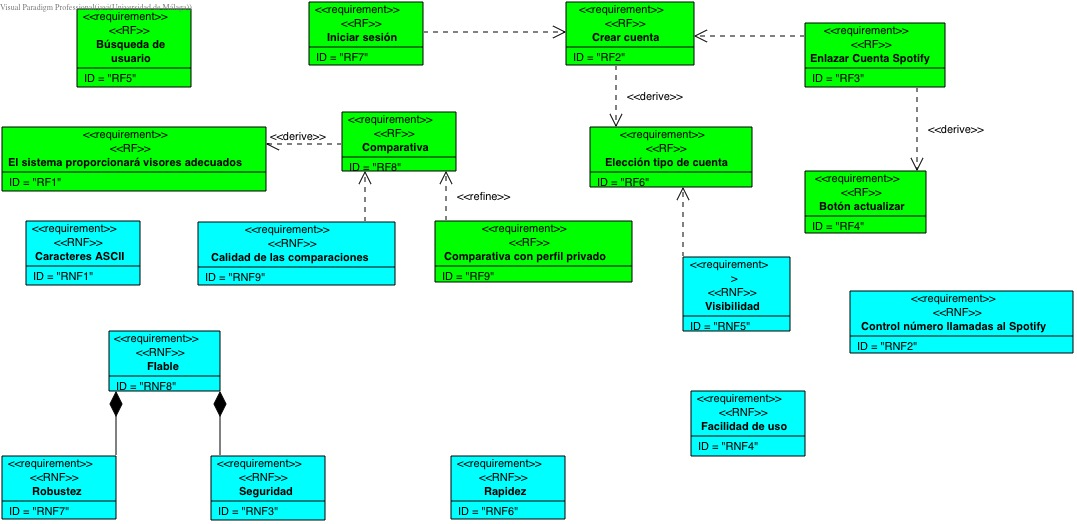 Visual Paradigm Professional(javi(Universidad de Málaga))
<<requirement>>
<<RF>>
Búsqueda de
usuario
ID = "RF5"
<<requirement>>
<<RF>>
Iniciar sesión
ID = "RF7"
<<requirement>>
<<RF>>
Crear cuenta
ID = "RF2"
<<requirement>>
<<RF>>
Enlazar Cuenta Spotify
ID = "RF3"
<<derive>>
<<derive>>
<<derive>>
<<requirement>>
<<RF>>
El sistema proporcionará visores adecuados
ID = "RF1"
<<requirement>>
<<RF>>
Comparativa
ID = "RF8"
<<requirement>>
<<RF>>
Elección tipo de cuenta
ID = "RF6"
<<requirement>>
<<RF>>
Botón actualizar
ID = "RF4"
<<refine>>
<<requirement>>
<<RNF>>
Caracteres ASCII
ID = "RNF1"
<<requirement>>
<<RNF>>
Calidad de las comparaciones
ID = "RNF9"
<<requirement>>
<<RF>>
Comparativa con perfil privado
ID = "RF9"
<<requirement>
>
<<RNF>>
Visibilidad
ID = "RNF5"
<<requirement>>
<<RNF>>
Control número llamadas al Spotify
ID = "RNF2"
<<requirement>>
<<RNF>>
Fiable
ID = "RNF8"
<<requirement>>
<<RNF>>
Facilidad de uso
ID = "RNF4"
<<requirement>>
<<RNF>>
Robustez
ID = "RNF7"
<<requirement>>
<<RNF>>
Seguridad
ID = "RNF3"
<<requirement>>
<<RNF>>
Rapidez
ID = "RNF6"